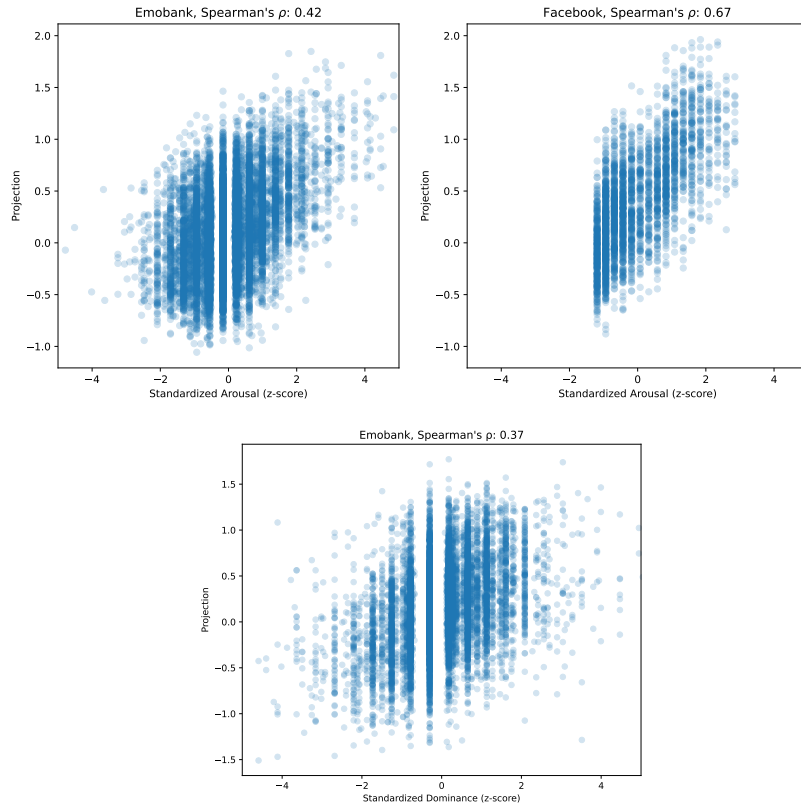 Emobank, Spearman's ρ: 0.42
2.0
1.5
1.0
0.5
0.0
−0.5
−1.0
Projection
−4 −2 0 2 4
Standardized Arousal (z-score)
Facebook, Spearman's ρ: 0.67
2.0
1.5
1.0
0.5
0.0
−0.5
−1.0
Projection
−4 −2 0 2 4
Standardized Arousal (z-score)
Emobank, Spearman's ρ: 0.37
1.5
1.0
0.5
0.0
−0.5
−1.0
−1.5
Projection
−4 −2 0 2 4
Standardized Dominance (z-score)